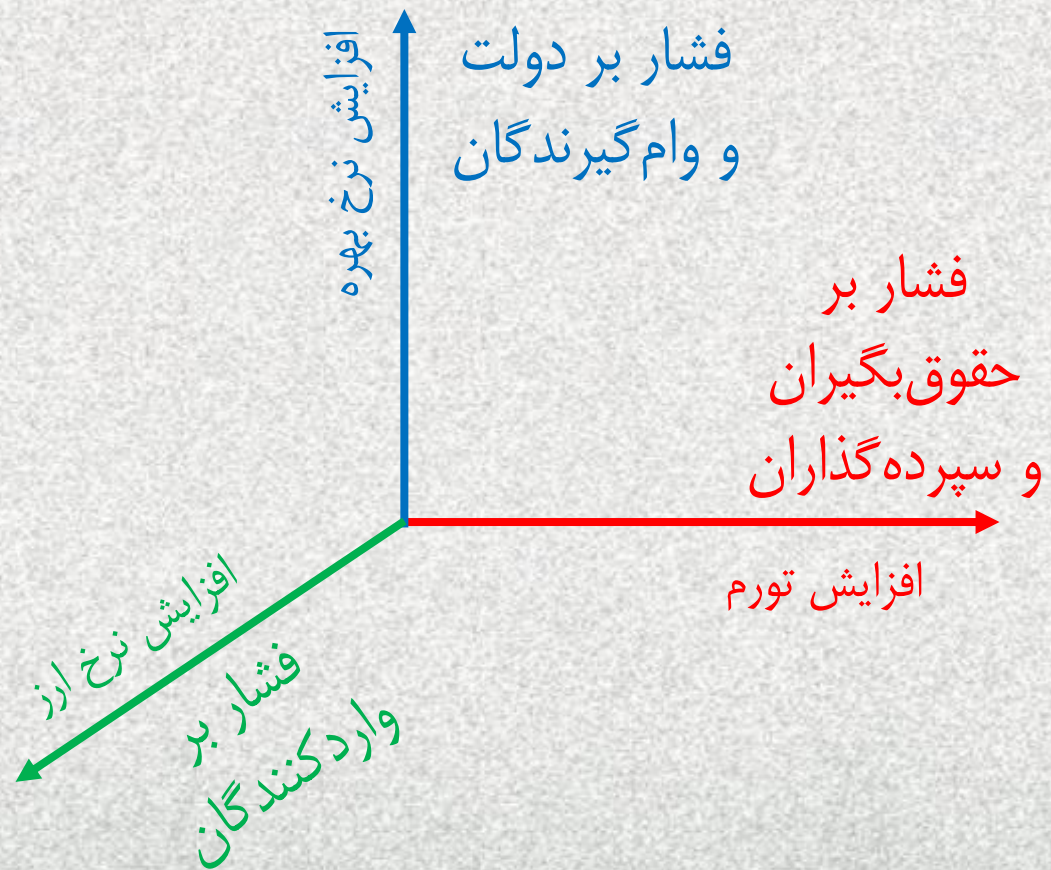 افزایش نرخ بهره
فشار بر دولت
و وام‌گیرندگان
فشار بر
حقوق‌بگیران
و سپرده‌گذاران
افزایش تورم
افزایش نرخ ارز
فشار بر
واردکنندگان